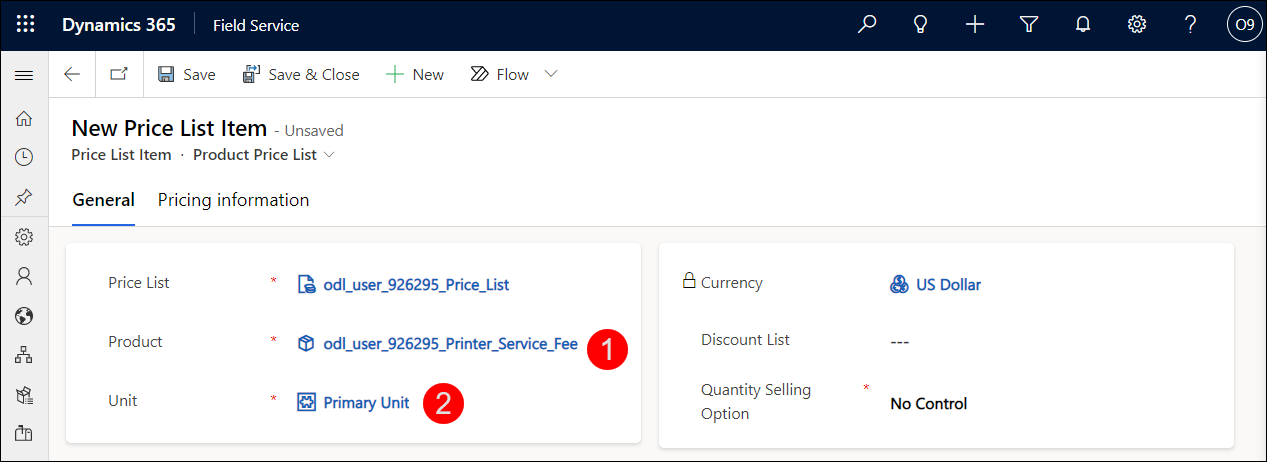 Dynamics 365 Field Service O9
Save Save & Close New Flow
New Price List Item - Unsaved
Price List Item · Product Price List
General Pricing information
Price List * odl_user_926295_Price_List
Product * odl_user_926295_Printer_Service_Fee 1
Unit * Primary Unit 2
Currency US Dollar
Discount List ---
Quantity Selling
Option * No Control